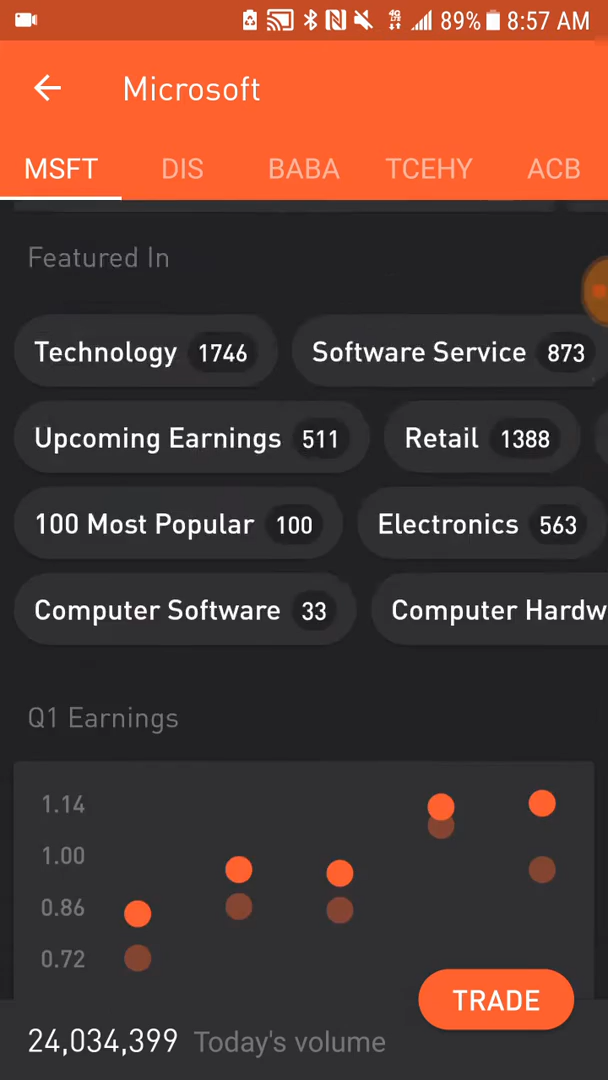 89% 8:57 AM
Microsoft
MSFT DIS BABA TCEHY ACB
Featured In
Technology 1746 Software Service 873
Upcoming Earnings 511 Retail 1388
100 Most Popular 100 Electronics 563
Computer Software 33 Computer Hardw
Q1 Earnings
1.14
1.00
0.86
0.72
TRADE
24,034,399 Today's volume